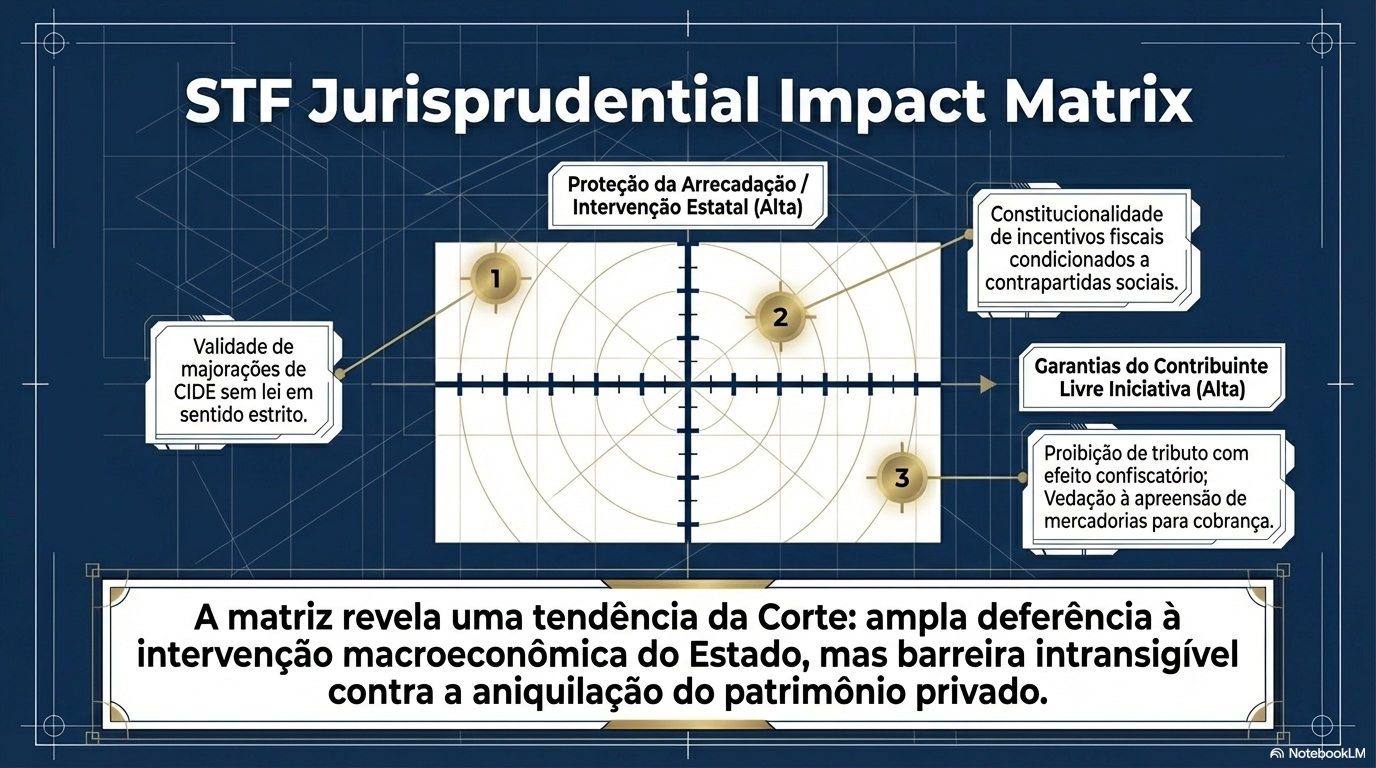 STF Jurisprudential Impact Matrix
Proteção da Arrecadação /
Intervenção Estatal (Alta)
1
2
Constitucionalidade
de incentivos fiscais
condicionados a
contrapartidas sociais.
Validade de
majorações de
CIDE sem lei em
sentido estrito.
Garantias do Contribuinte
Livre Iniciativa (Alta)
3
Proibição de tributo com
efeito confiscatório;
Vedação à apreensão de
mercadorias para cobrança.
A matriz revela uma tendência da Corte: ampla deferência à
intervenção macroeconômica do Estado, mas barreira intransigível
contra a aniquilação do patrimônio privado.
NotebookLM